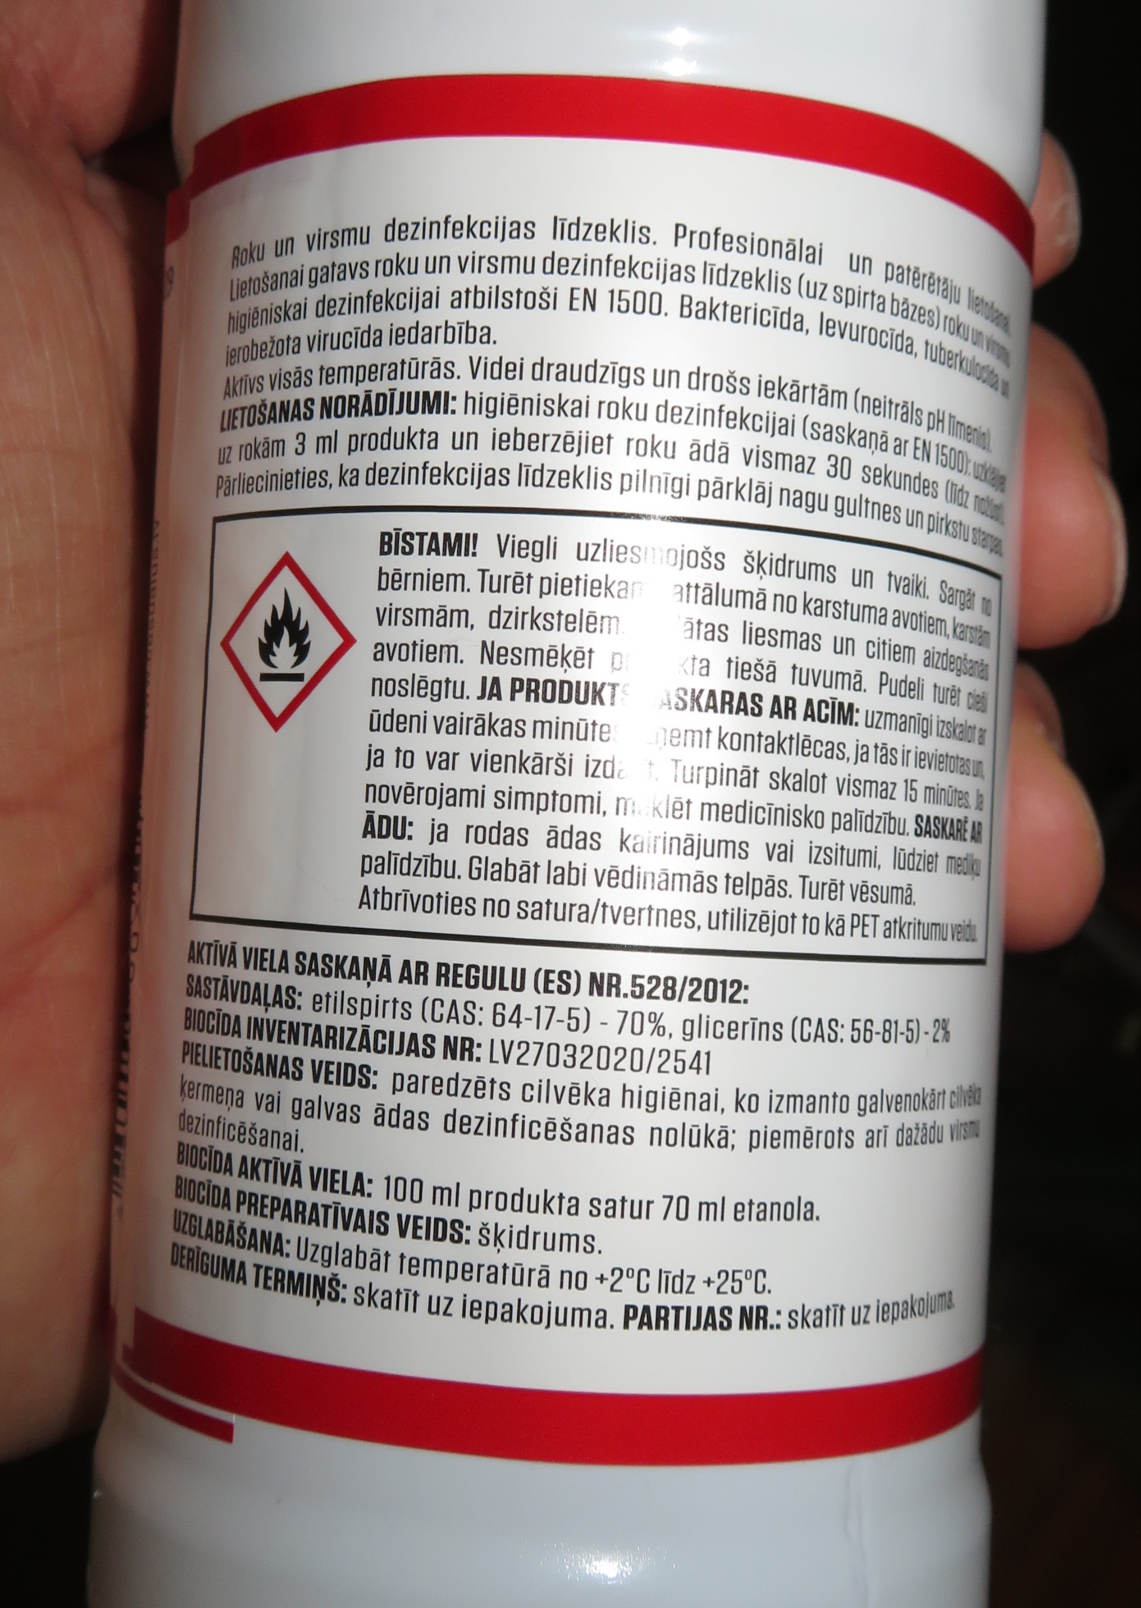 Roku un virsmu dezinfekcijas līdzeklis. Profesionālai un patērētāju lietošanai.
Lietošanai gatavs roku un virsmu dezinfekcijas līdzeklis (uz spirta bāzes) roku un virsmu
higiēniskai dezinfekcijai atbilstoši EN 1500. Baktericīda, levurocīda, tuberkulocīda un
ierobežota virucīda iedarbība.
Aktīvs visās temperatūrās. Videi draudzīgs un drošs iekārtām (neitrāls pH līmenis).
LIETOŠANAS NORĀDĪJUMI: higiēniskai roku dezinfekcijai (saskaņā ar EN 1500): uzklājiet
uz rokām 3 ml produkta un ieberzējiet roku ādā vismaz 30 sekundes (līdz
Pārliecinieties, ka dezinfekcijas līdzeklis pilnīgi pārklāj nagu gultnes un pirkstu starpas.
BĪSTAMI! Viegli uzliesmojošs šķidrums un tvaiki. Sargāt no
bērniem. Turēt attālumā no karstuma avotiem, karstām
virsmām, dzirkstelēm, liesmas un citiem aizdegšanās
avotiem. Nesmēķēt tiešā tuvumā. Pudeli turēt cieši
noslēgtu. JA PRODUKTS SASKARAS AR ACĪM: uzmanīgi izskalot ar
ūdeni vairākas minūtes. kontaktlēcas, ja tās ir ievietotas un,
ja to var vienkārši izdarīt. Turpināt skalot vismaz 15 minūtes. Ja
novērojami simptomi, meklēt medicīnisko palīdzību. SASKARĒ AR
ĀDU: ja rodas ādas kairinājums vai izsitumi, lūdziet mediķu
palīdzību. Glabāt labi vēdināmās telpās. Turēt vēsumā.
Atbrīvoties no satura/tvertnes, utilizējot to kā PET atkritumu veidu.
AKTĪVĀ VIELA SASKAŅĀ AR REGULU (ES) NR.528/2012:
SASTĀVDAĻAS: etilspirts (CAS: 64-17-5) - 70%, glicerīns (CAS: 56-81-5) - 2%
BIOCĪDA INVENTARIZĀCIJAS NR: LV27032020/2541
PIELIETOŠANAS VEIDS: paredzēts cilvēka higiēnai, ko izmanto galvenokārt cilvēka
ķermeņa vai galvas ādas dezinficēšanas nolūkā; piemērots arī dažādu virsmu
dezinficēšanai.
BIOCĪDA AKTĪVĀ VIELA: 100 ml produkta satur 70 ml etanola.
BIOCĪDA PREPARATĪVAIS VEIDS: šķidrums.
UZGLABĀŠANA: Uzglabāt temperatūrā no +2°C līdz +25°C.
DERĪGUMA TERMIŅŠ: skatīt uz iepakojuma. PARTIJAS NR.: skatīt uz iepakojuma.